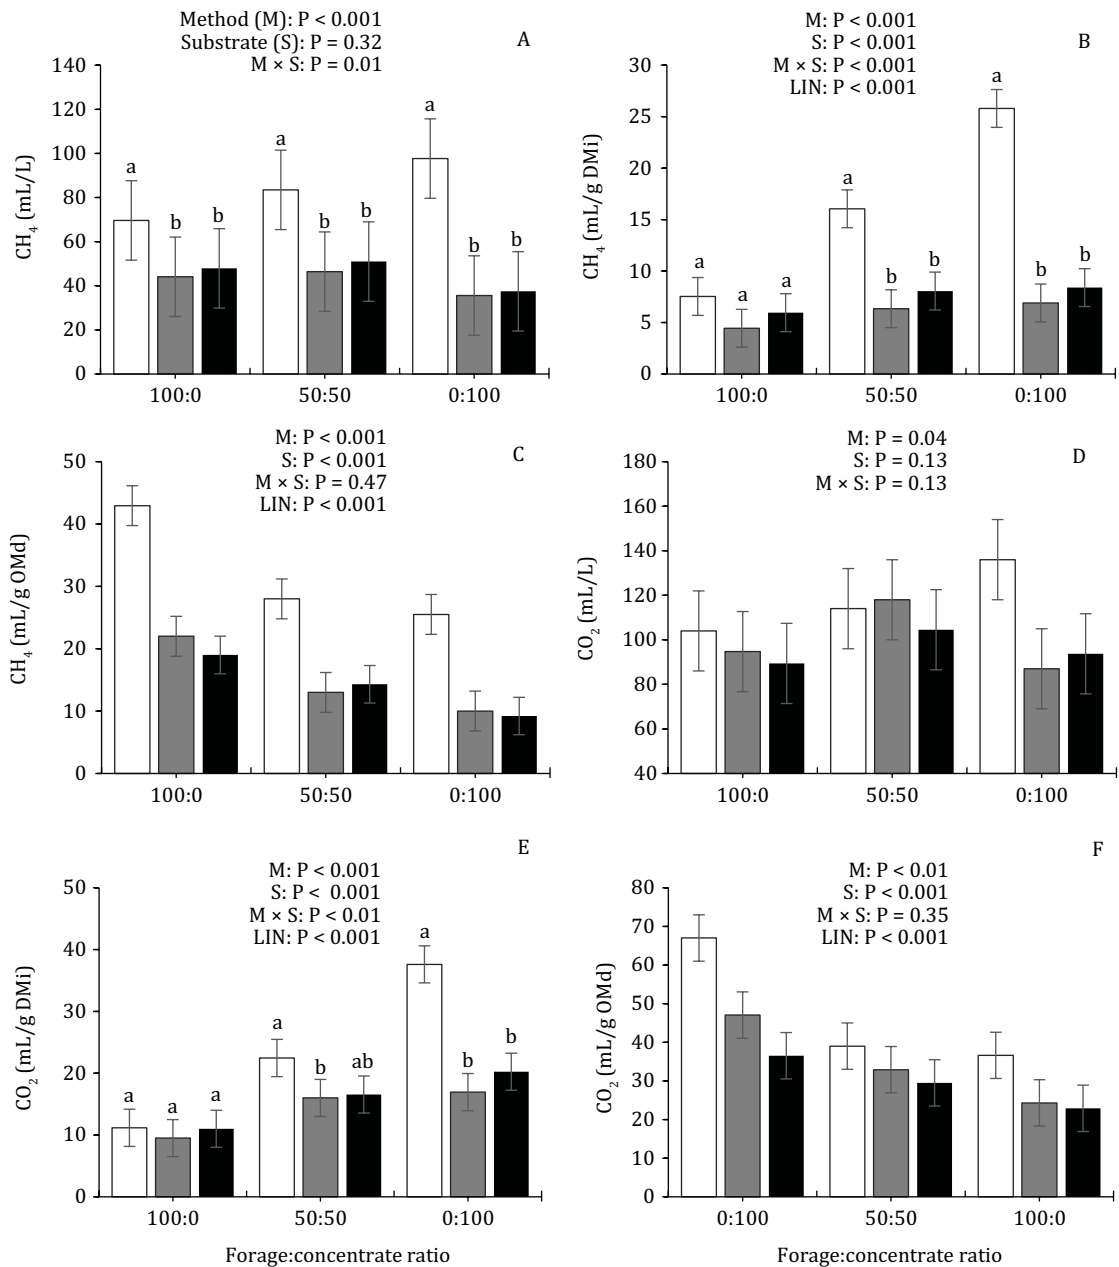 Method (M): P < 0.001
Substrate (S): P = 0.32
M × S: P = 0.01
A
CH4 (mL/L)
140
120
100
80
60
40
20
0
a
b
b
a
b
b
a
b
b
100:0
50:50
0:100
M: P < 0.001
S: P < 0.001
M × S: P < 0.001
LIN: P < 0.001
B
CH4 (mL/g DMi)
30
25
20
15
10
5
0
a
a
a
a
b
b
a
b
b
100:0
50:50
0:100
M: P < 0.001
S: P < 0.001
M × S: P = 0.47
LIN: P < 0.001
C
CH4 (mL/g OMd)
50
40
30
20
10
0
100:0
50:50
0:100
M: P = 0.04
S: P = 0.13
M × S: P = 0.13
D
CO2 (mL/L)
180
160
140
120
100
80
60
40
100:0
50:50
0:100
M: P < 0.001
S: P < 0.001
M × S: P < 0.01
LIN: P < 0.001
E
CO2 (mL/g DMi)
50
40
30
20
10
0
a
a
a
a
b
ab
a
b
b
100:0
50:50
0:100
Forage:concentrate ratio
M: P < 0.01
S: P < 0.001
M × S: P = 0.35
LIN: P < 0.001
F
CO2 (mL/g OMd)
80
70
60
50
40
30
20
10
0
0:100
50:50
100:0
Forage:concentrate ratio